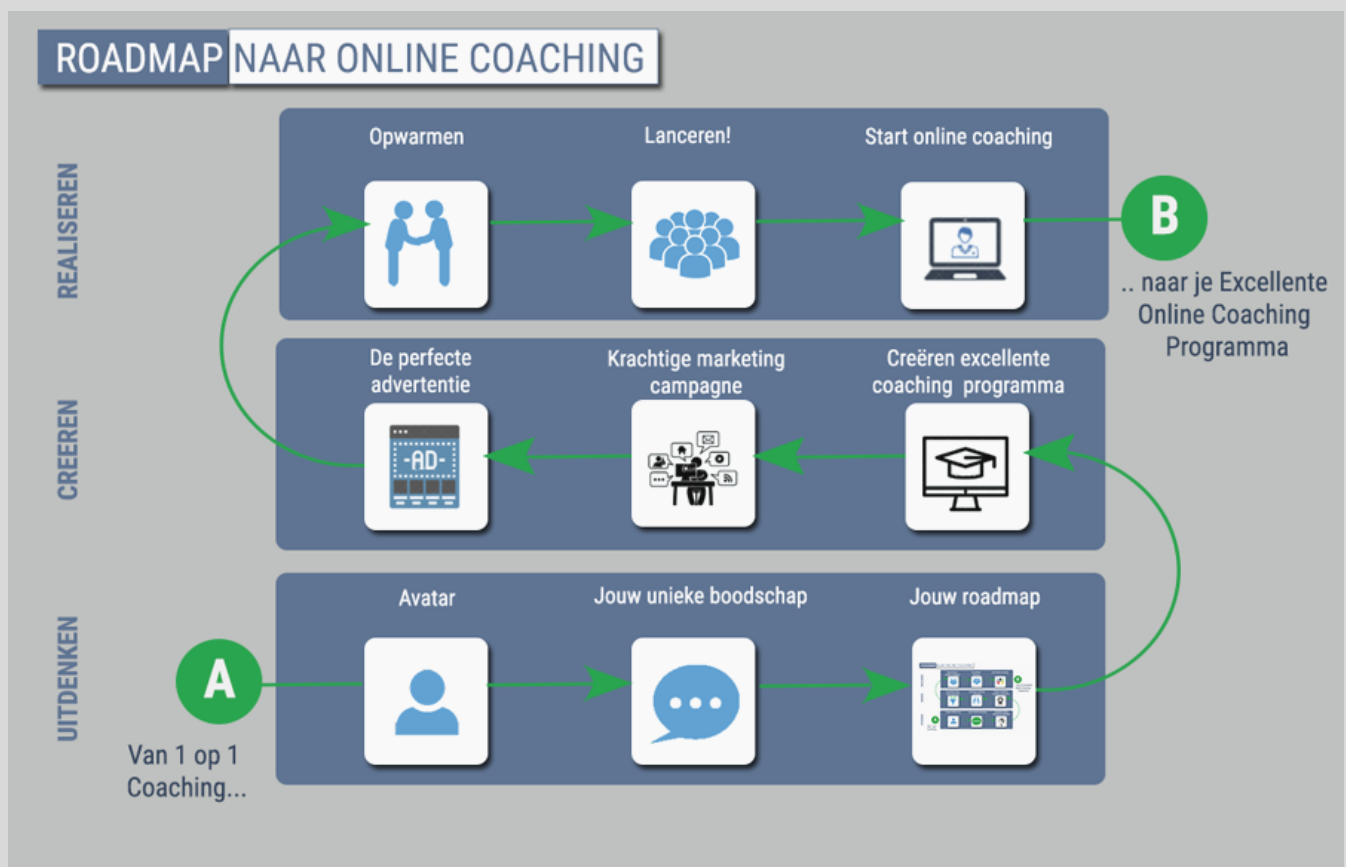 ROADMAP NAAR ONLINE COACHING
REALISEREN
Opwarmen
Lanceren!
Start online coaching
B
.. naar je Excellente
Online Coaching
Programma
CREEREN
De perfecte
advertentie
-AD-
Krachtige marketing
campagne
Creëren excellente
coaching programma
UITDENKEN
Avatar
Jouw unieke boodschap
Jouw roadmap
A
Van 1 op 1
Coaching...